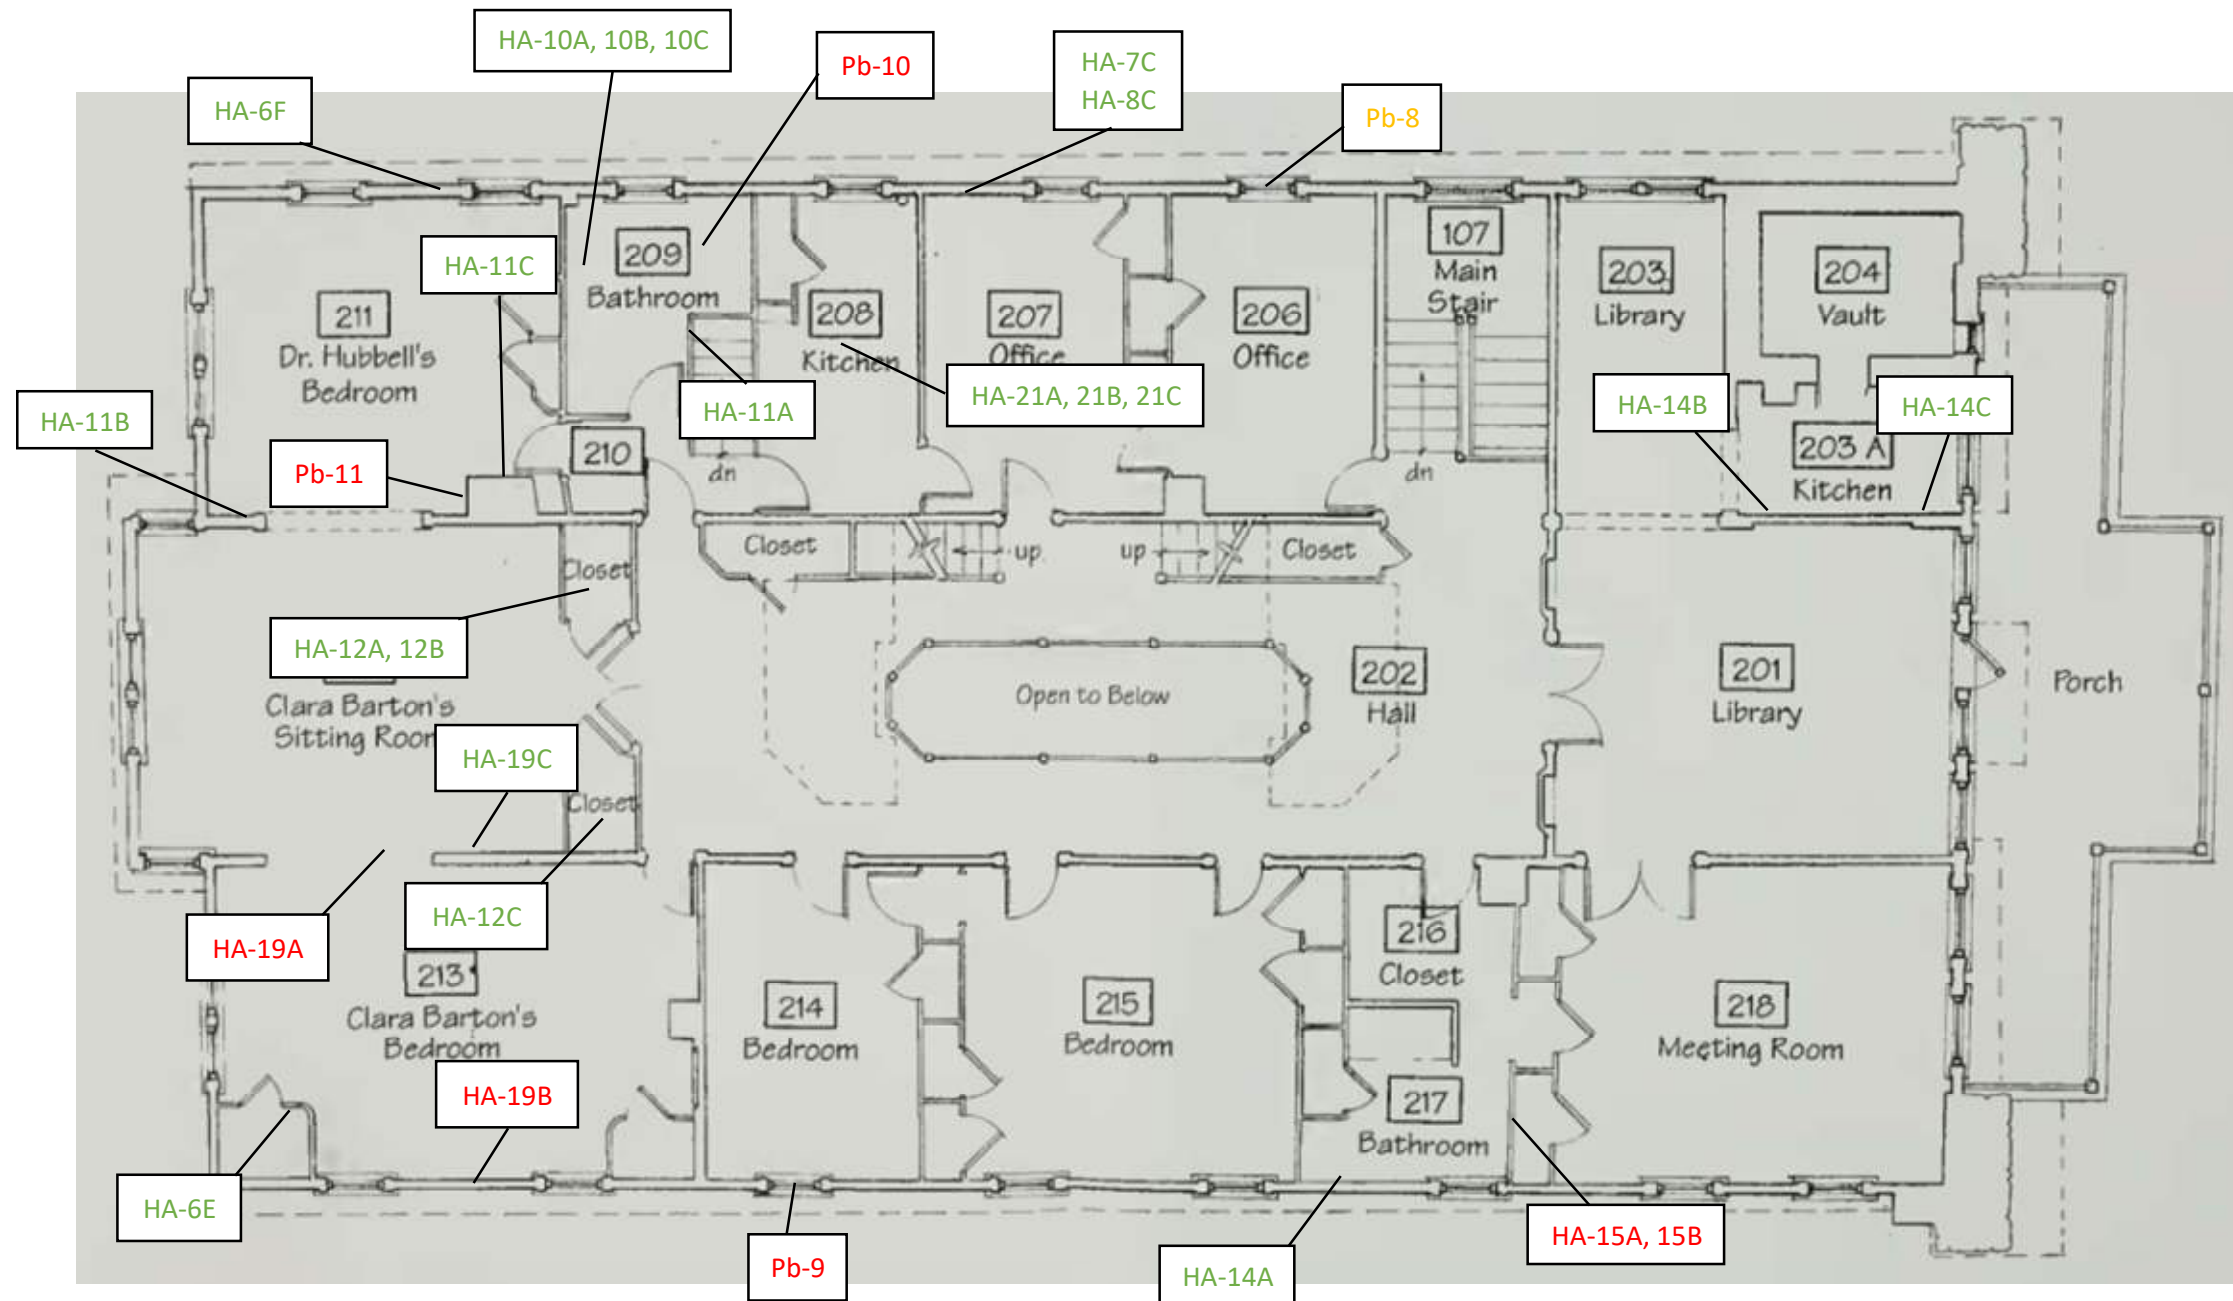 HA-10A, 10B, 10C
Pb-10
HA-7C
HA-8C
HA-6F
Pb-8
209
Bathroom
107
Main
Stair
203
Library
204
Vault
HA-11C
211
Dr. Hubbell's
Bedroom
208
Kitchen
207
Office
206
Office
HA-11B
HA-11A
HA-21A, 21B, 21C
HA-14B
HA-14C
210
Pb-11
dn
dn
203 A
Kitchen
Closet
up
up
Closet
Closet
HA-12A, 12B
Clara Barton's
Sitting Room
Open to Below
202
Hall
201
Library
Porch
HA-19C
Closet
HA-12C
HA-19A
213
Clara Barton's
Bedroom
214
Bedroom
215
Bedroom
216
Closet
218
Meeting Room
HA-19B
217
Bathroom
HA-6E
Pb-9
HA-14A
HA-15A, 15B